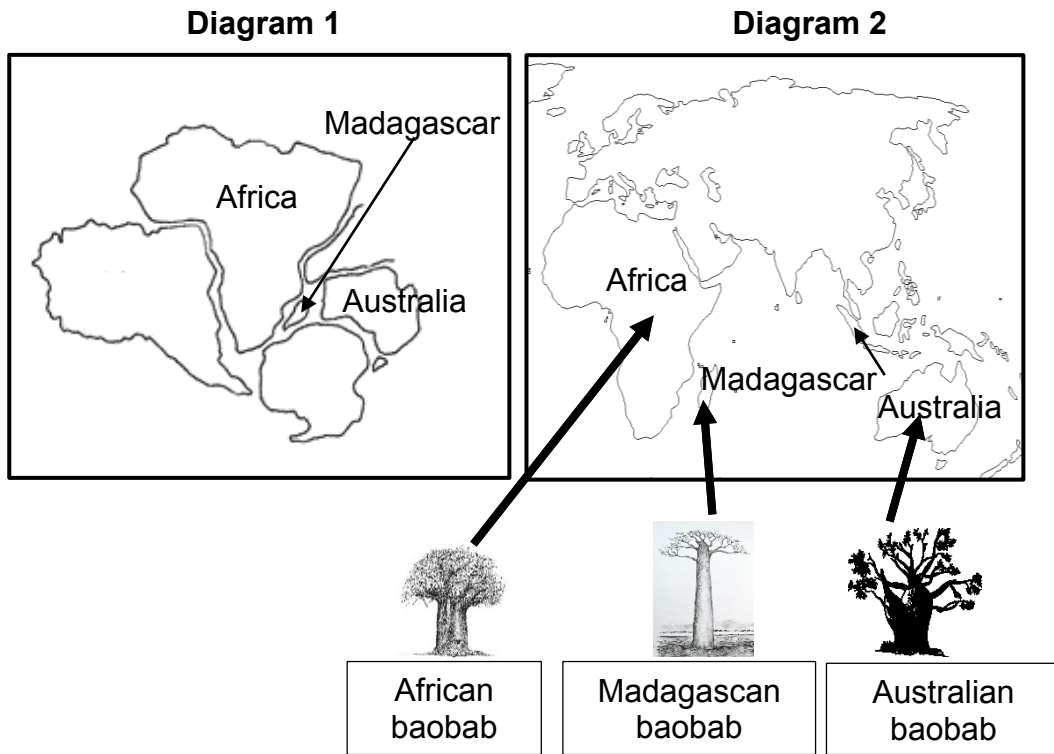 Diagram 1
Diagram 2
Madagascar
Africa
Australia
Africa
Madagascar
Australia
African
baobab
Madagascan
baobab
Australian
baobab